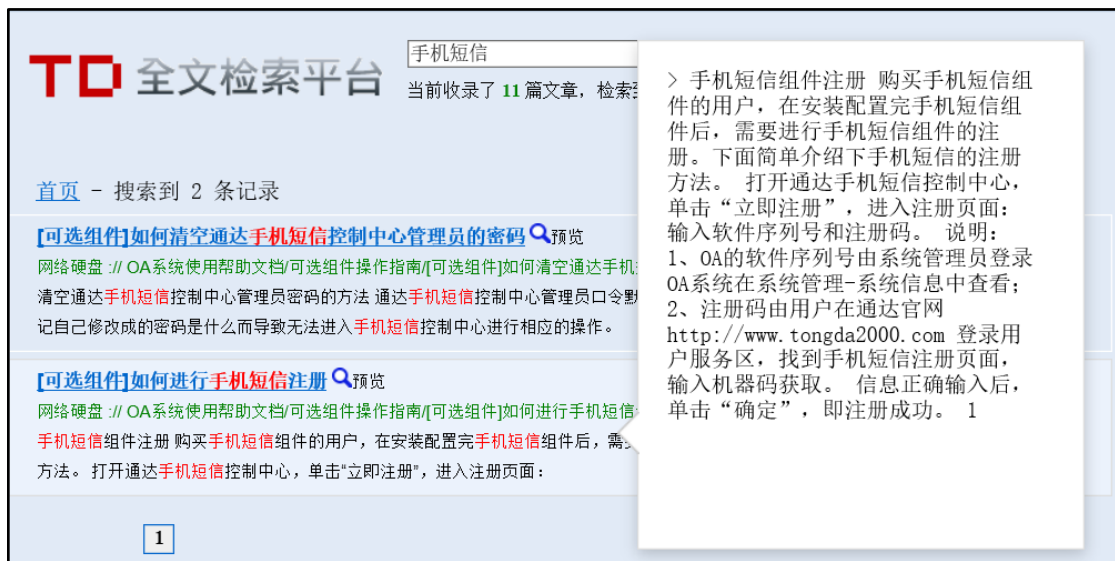 TD 全文检索平台
手机短信
当前收录了 11 篇文章，检索到
首页 - 搜索到 2 条记录
[可选组件]如何清空通达手机短信控制中心管理员的密码 预览
网络硬盘 :// OA系统使用帮助文档/可选组件操作指南/[可选组件]如何清空通达手机
清空通达手机短信控制中心管理员密码的方法 通达手机短信控制中心管理员口令默
记自己修改成的密码是什么而导致无法进入手机短信控制中心进行相应的操作。
[可选组件]如何进行手机短信注册 预览
网络硬盘 :// OA系统使用帮助文档/可选组件操作指南/[可选组件]如何进行手机短信
手机短信组件注册 购买手机短信组件的用户，在安装配置完手机短信组件后，需
方法。 打开通达手机短信控制中心，单击“立即注册”，进入注册页面：
1
> 手机短信组件注册 购买手机短信组
件的用户，在安装配置完手机短信组
件后，需要进行手机短信组件的注
册。下面简单介绍下手机短信的注册
方法。 打开通达手机短信控制中心，
单击“立即注册”，进入注册页面：
输入软件序列号和注册码。 说明：
1、OA的软件序列号由系统管理员登录
OA系统在系统管理-系统信息中查看；
2、注册码由用户在通达官网
http://www.tongda2000.com 登录用
户服务区，找到手机短信注册页面，
输入机器码获取。 信息正确输入后，
单击“确定”，即注册成功。 1